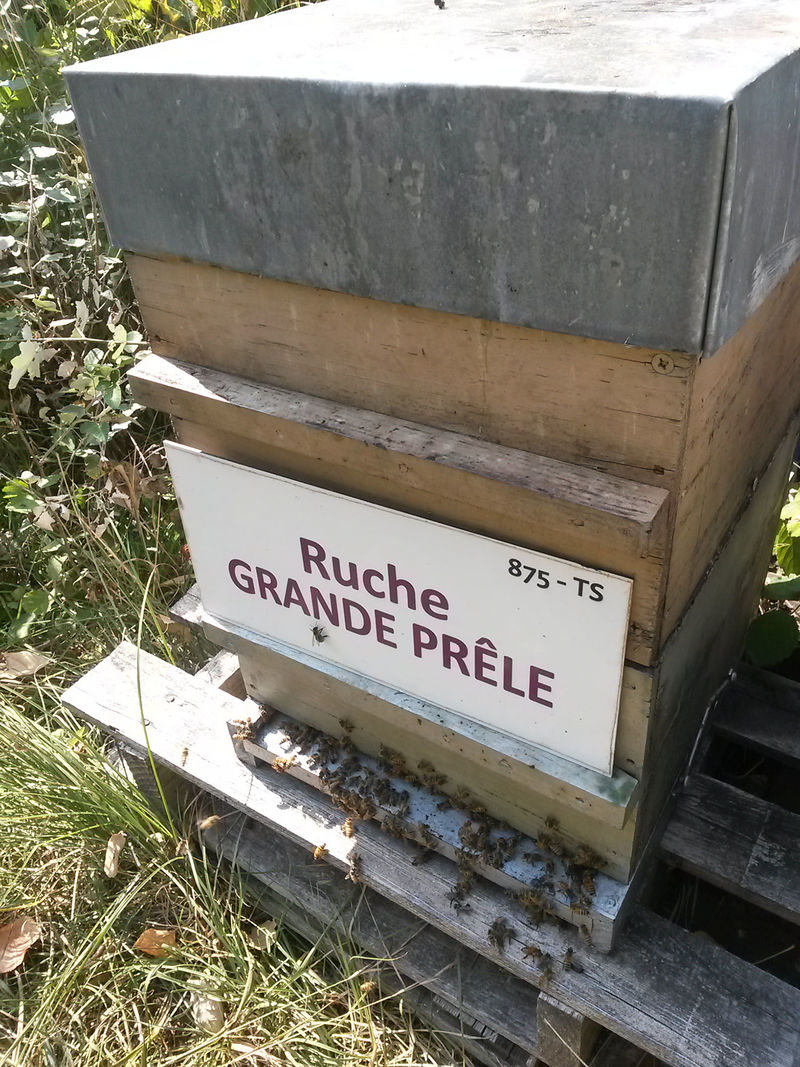 875 - TS
Ruche
GRANDE PRÊLE